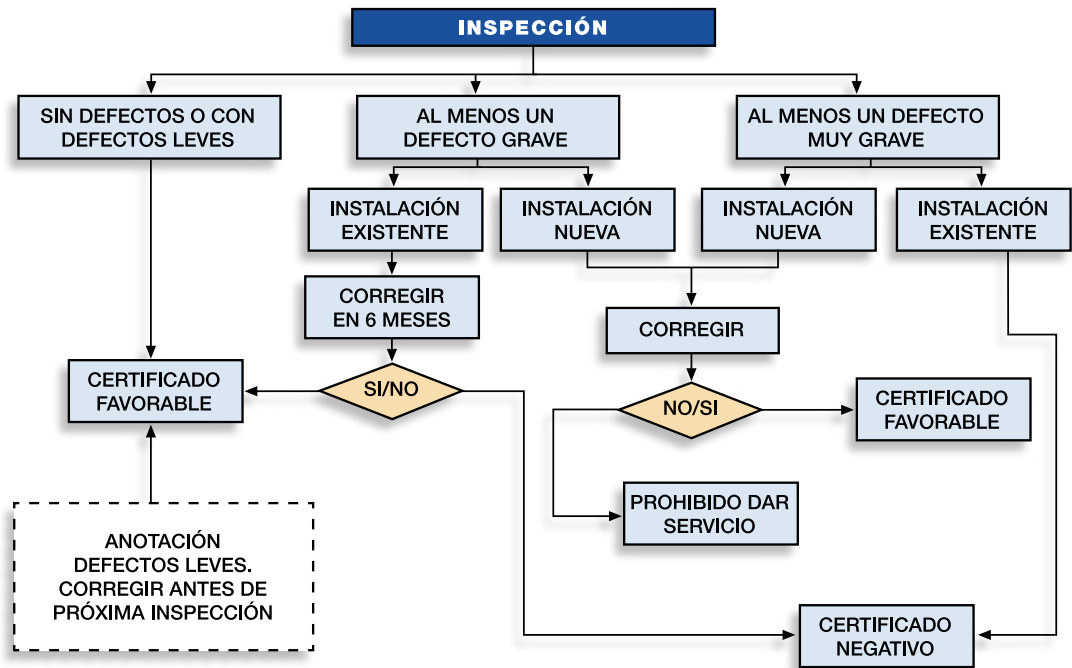 INSPECCIÓN
SIN DEFECTOS O CON
DEFECTOS LEVES
AL MENOS UN
DEFECTO GRAVE
AL MENOS UN DEFECTO
MUY GRAVE
INSTALACIÓN
EXISTENTE
INSTALACIÓN
NUEVA
INSTALACIÓN
NUEVA
INSTALACIÓN
EXISTENTE
CORREGIR
EN 6 MESES
CORREGIR
CERTIFICADO
FAVORABLE
SI/NO
NO/SI
CERTIFICADO
FAVORABLE
PROHIBIDO DAR
SERVICIO
ANOTACIÓN
DEFECTOS LEVES.
CORREGIR ANTES DE
PRÓXIMA INSPECCIÓN
CERTIFICADO
NEGATIVO